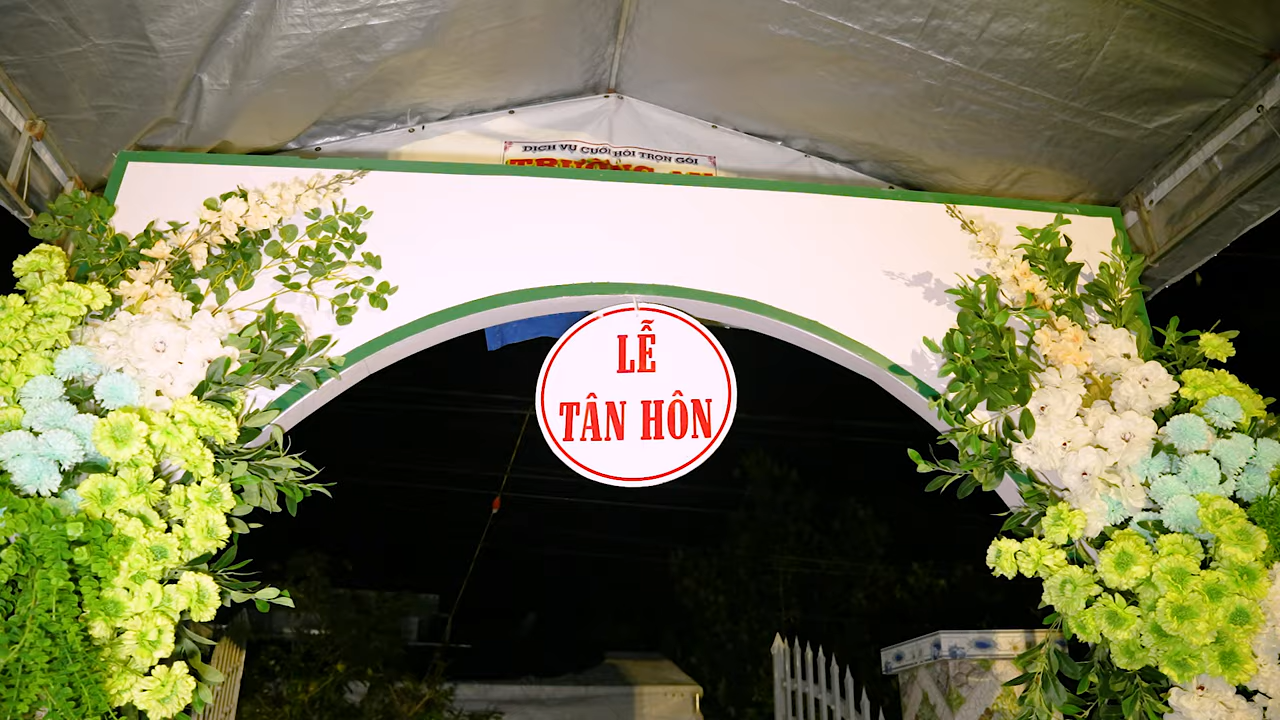 DỊCH VỤ CƯỚI HỎI TRỌN GÓI
LỄ
TÂN HÔN